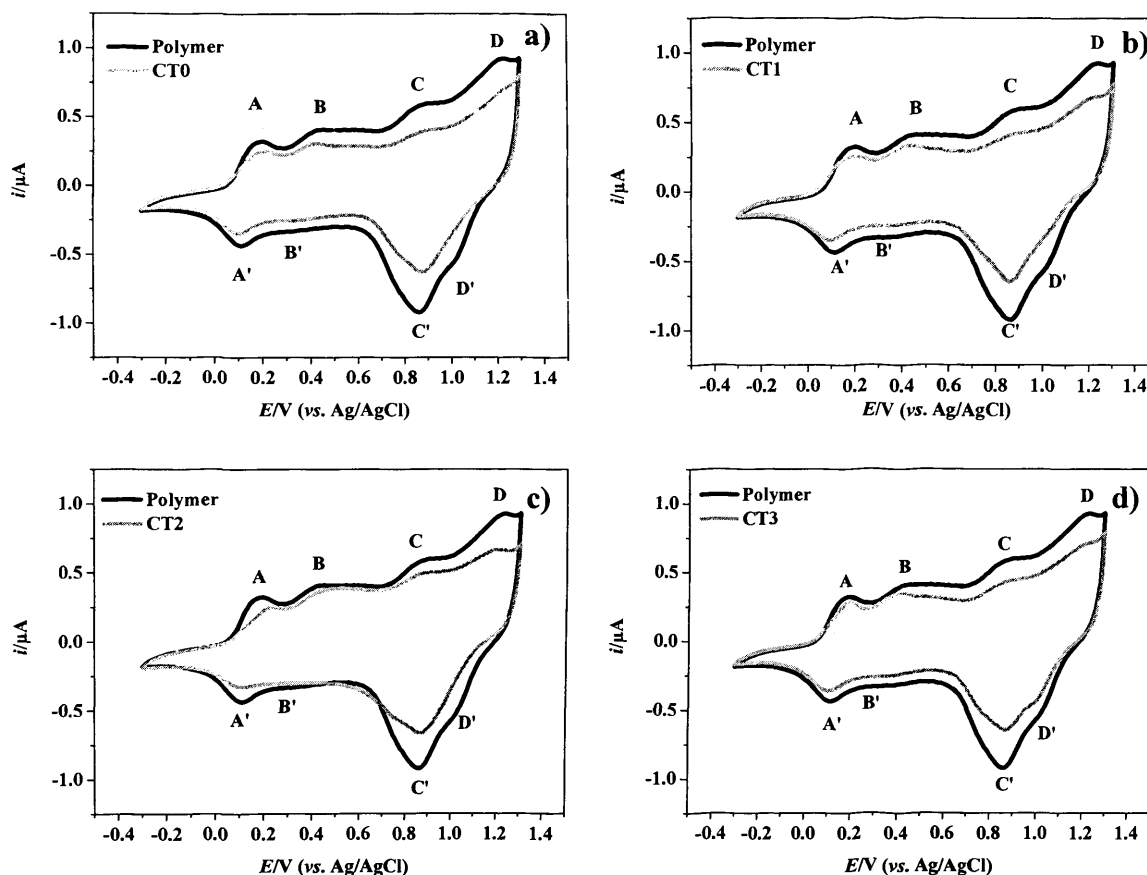 a)
Polymer
CT0
A
B
C
D
A'
B'
C'
D'
1.0
0.5
0.0
-0.5
-1.0
i/μA
-0.4 -0.2 0.0 0.2 0.4 0.6 0.8 1.0 1.2 1.4
E/V (vs. Ag/AgCl)
b)
Polymer
CT1
A
B
C
D
A'
B'
C'
D'
1.0
0.5
0.0
-0.5
-1.0
i/μA
-0.4 -0.2 0.0 0.2 0.4 0.6 0.8 1.0 1.2 1.4
E/V (vs. Ag/AgCl)
c)
Polymer
CT2
A
B
C
D
A'
B'
C'
D'
1.0
0.5
0.0
-0.5
-1.0
i/μA
-0.4 -0.2 0.0 0.2 0.4 0.6 0.8 1.0 1.2 1.4
E/V (vs. Ag/AgCl)
d)
Polymer
CT3
A
B
C
D
A'
B'
C'
D'
1.0
0.5
0.0
-0.5
-1.0
i/μA
-0.4 -0.2 0.0 0.2 0.4 0.6 0.8 1.0 1.2 1.4
E/V (vs. Ag/AgCl)